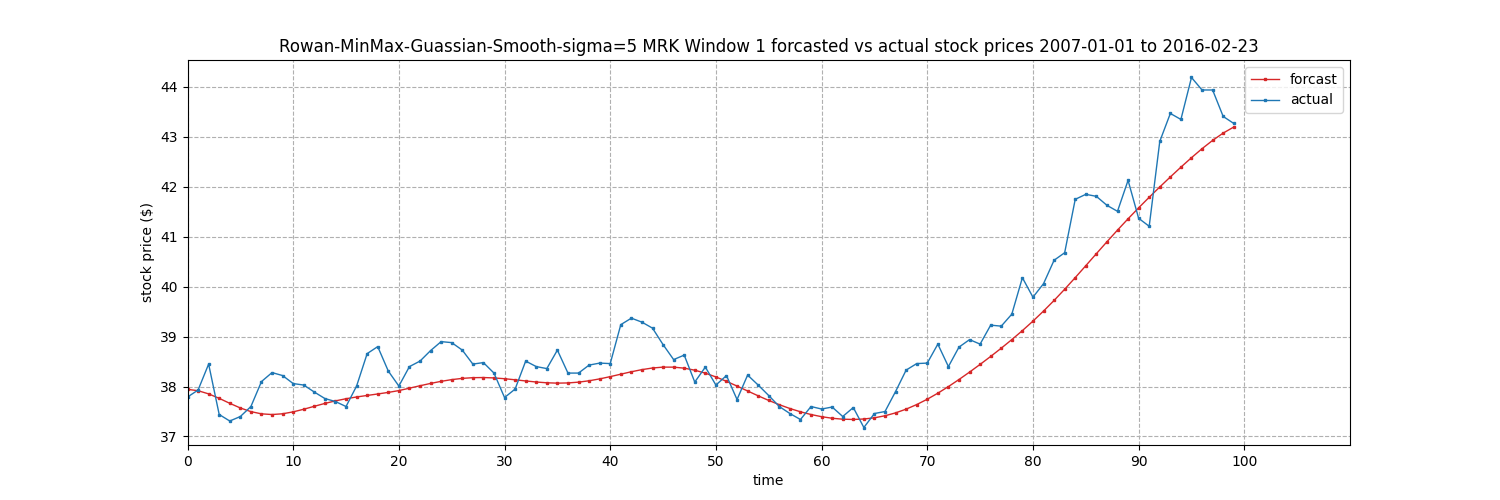 Rowan-MinMax-Guassian-Smooth-sigma=5 MRK Window 1 forcasted vs actual stock prices 2007-01-01 to 2016-02-23
forcast
actual
stock price ($)
44
43
42
41
40
39
38
37
0 10 20 30 40 50 60 70 80 90 100
time